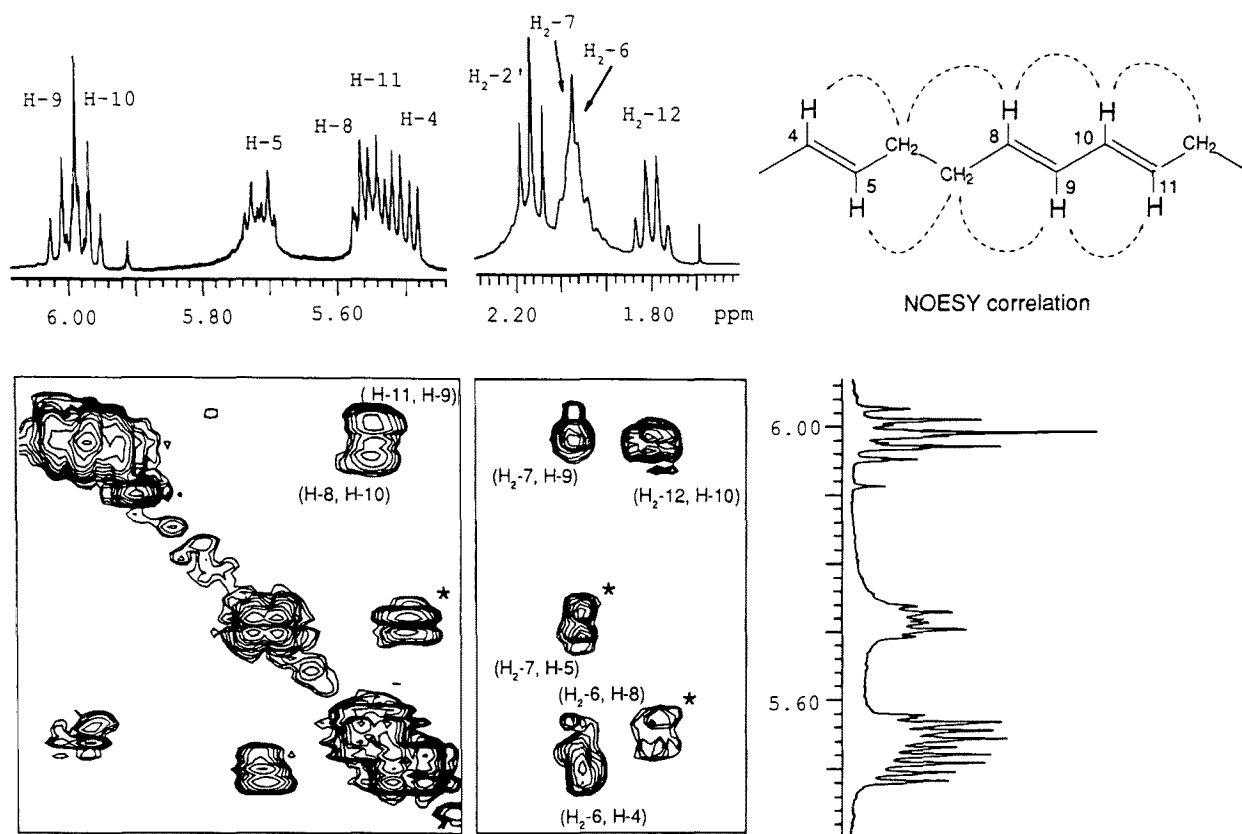 H₂-7
H₂-6
H₂-2'
H-11
H-9
H-10
H-8
H-4
H-5
H₂-12
6.00
5.80
5.60
2.20
1.80
ppm
H
H
H
4
CH₂
8
10
CH₂
5
CH₂
9
11
H
H
H
NOESY correlation
( H-11, H-9)
(H-8, H-10)
(H₂-7, H-9)
(H₂-12, H-10)
*
*
(H₂-7, H-5)
(H₂-6, H-8)
*
(H₂-6, H-4)
6.00
5.60